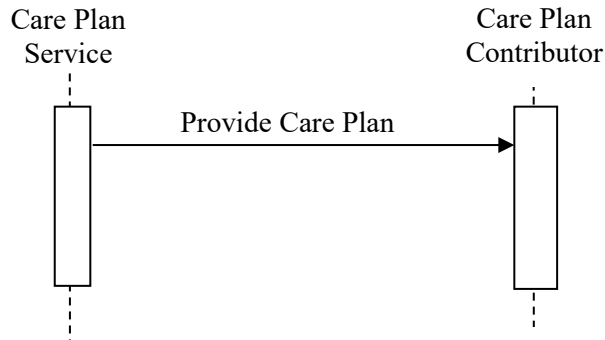 Care Plan
Service
Care Plan
Contributor
Provide Care Plan